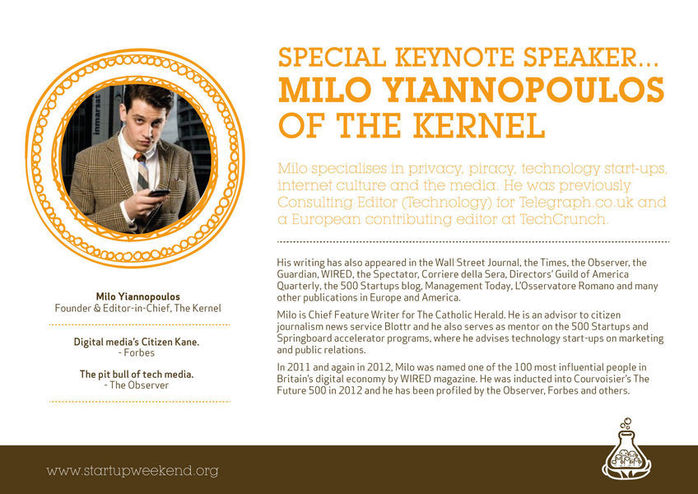 SPECIAL KEYNOTE SPEAKER...
MILO YIANNOPOULOS
OF THE KERNEL
Milo specialises in privacy, piracy, technology start-ups,
internet culture and the media. He was previously
Consulting Editor (Technology) for Telegraph.co.uk and
a European contributing editor at TechCrunch.
inmarsat
Milo Yiannopoulos
Founder & Editor-in-Chief, The Kernel
Digital media's Citizen Kane.
- Forbes
The pit bull of tech media.
- The Observer
His writing has also appeared in the Wall Street Journal, the Times, the Observer, the
Guardian, WIRED, the Spectator, Corriere della Sera, Directors' Guild of America
Quarterly, the 500 Startups blog, Management Today, L'Osservatore Romano and many
other publications in Europe and America.
Milo is Chief Feature Writer for The Catholic Herald. He is an advisor to citizen
journalism news service Blottr and he also serves as mentor on the 500 Startups and
Springboard accelerator programs, where he advises technology start-ups on marketing
and public relations.
In 2011 and again in 2012, Milo was named one of the 100 most influential people in
Britain's digital economy by WIRED magazine. He was inducted into Courvoisier's The
Future 500 in 2012 and he has been profiled by the Observer, Forbes and others.
www.startupweekend.org